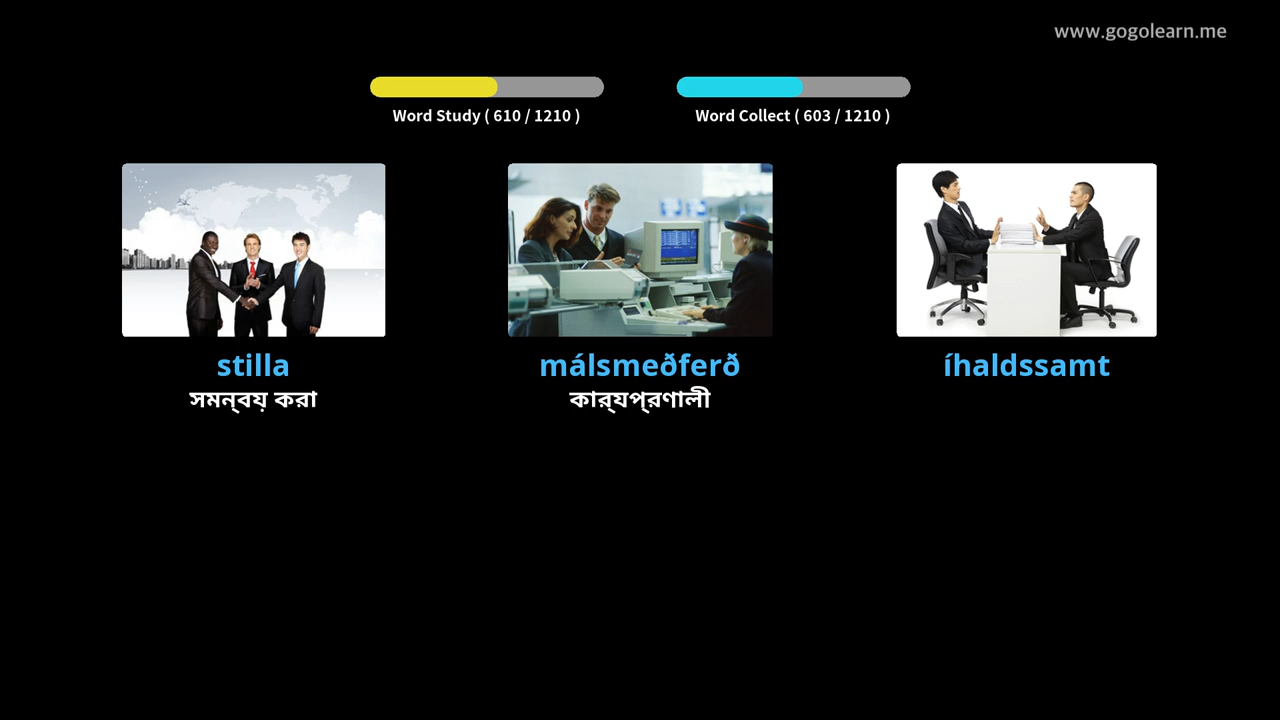 www.gogolearn.me
Word Study ( 610 / 1210 )
Word Collect ( 603 / 1210 )
stilla
সমন্বয় করা
málsmeðferð
কার্যপ্রণালী
íhaldssamt